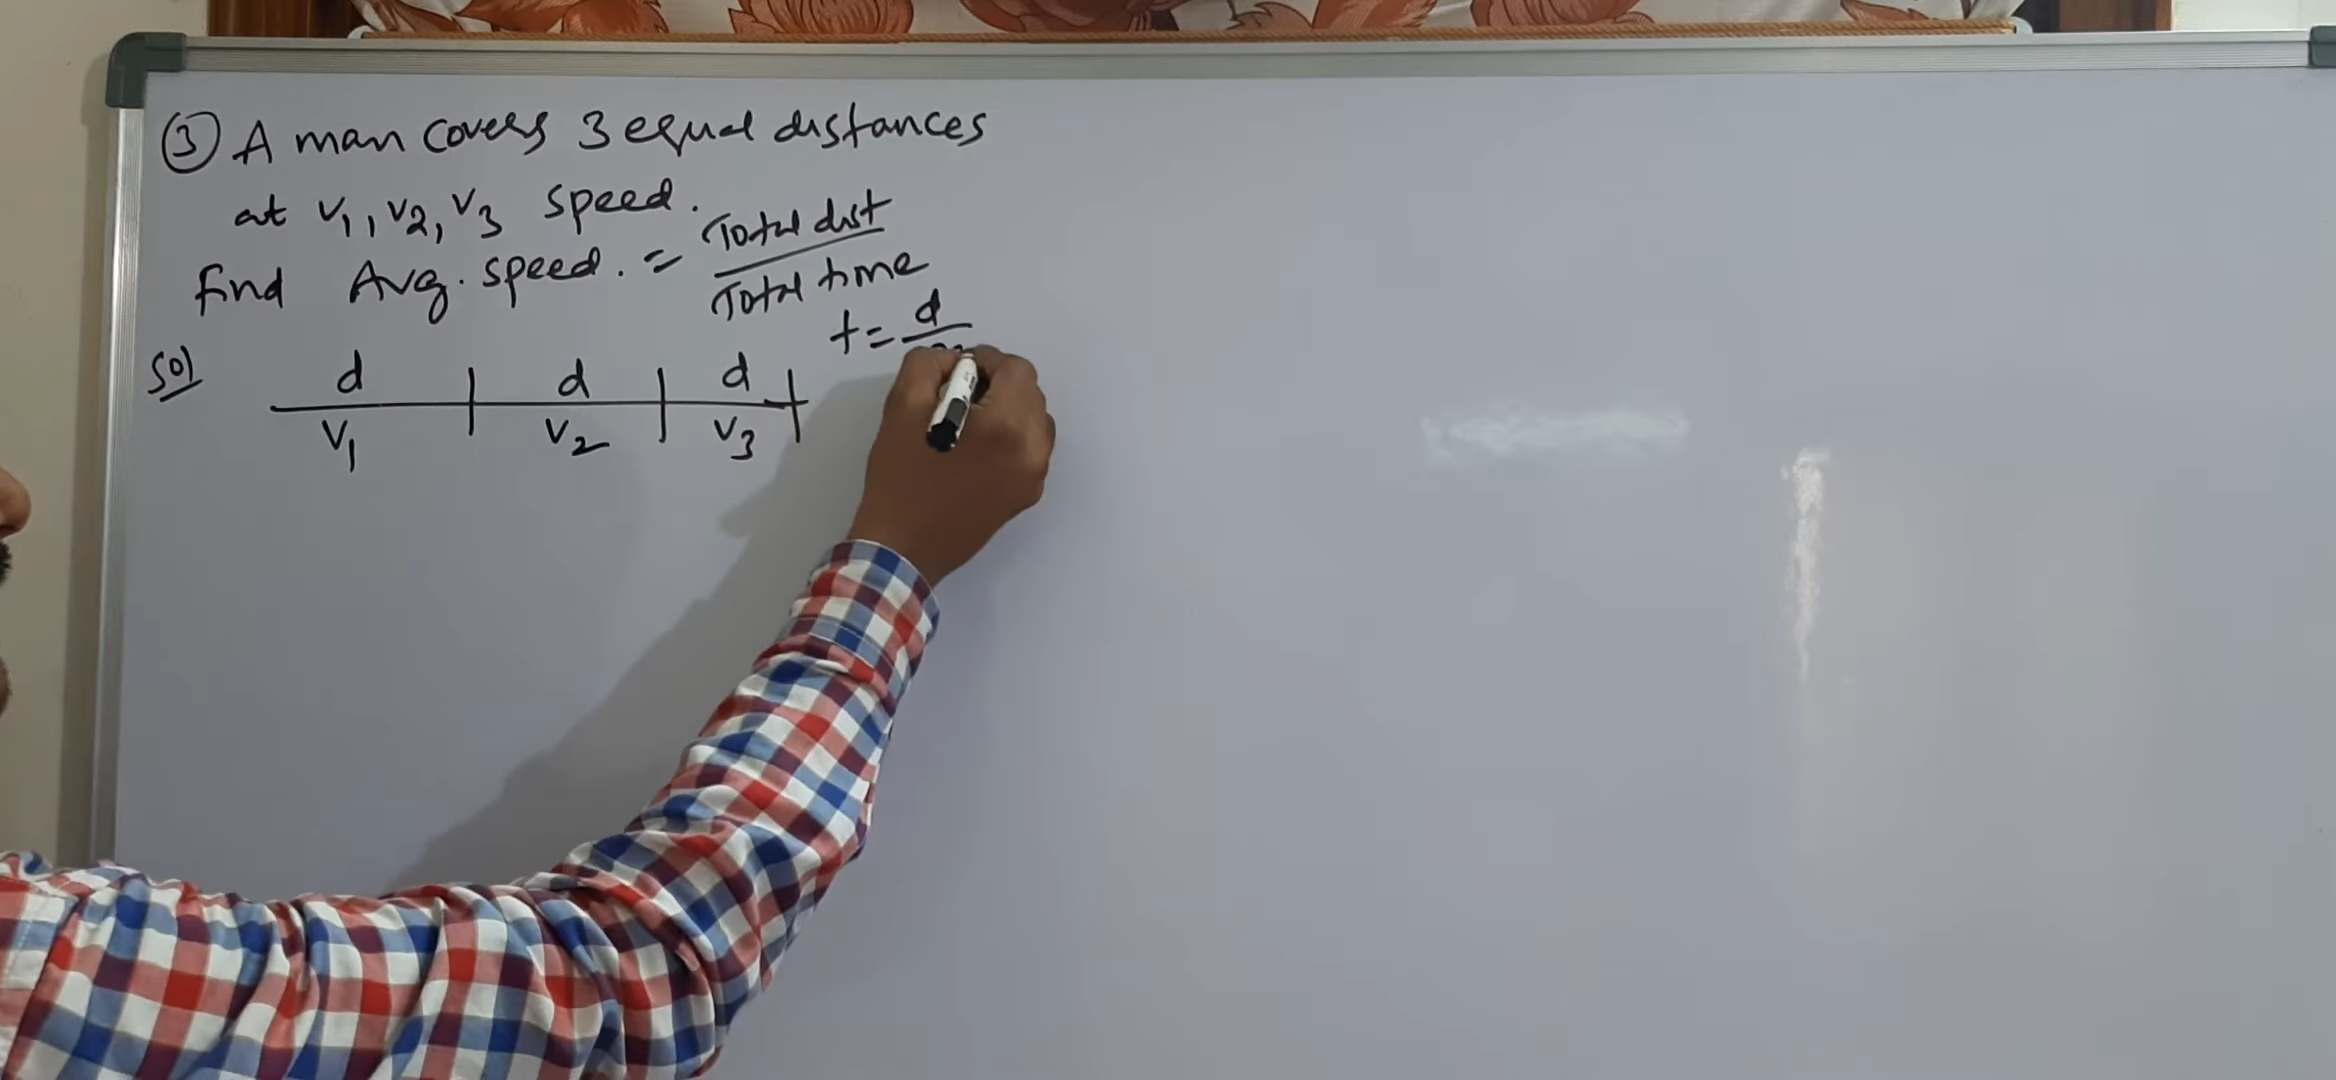 ③ A man covers 3 equal distances
at V1, V2, V3 speed.
Find Avg. speed. = Total dist
Total time
t = d
Sol
d d d
V1 V2 V3